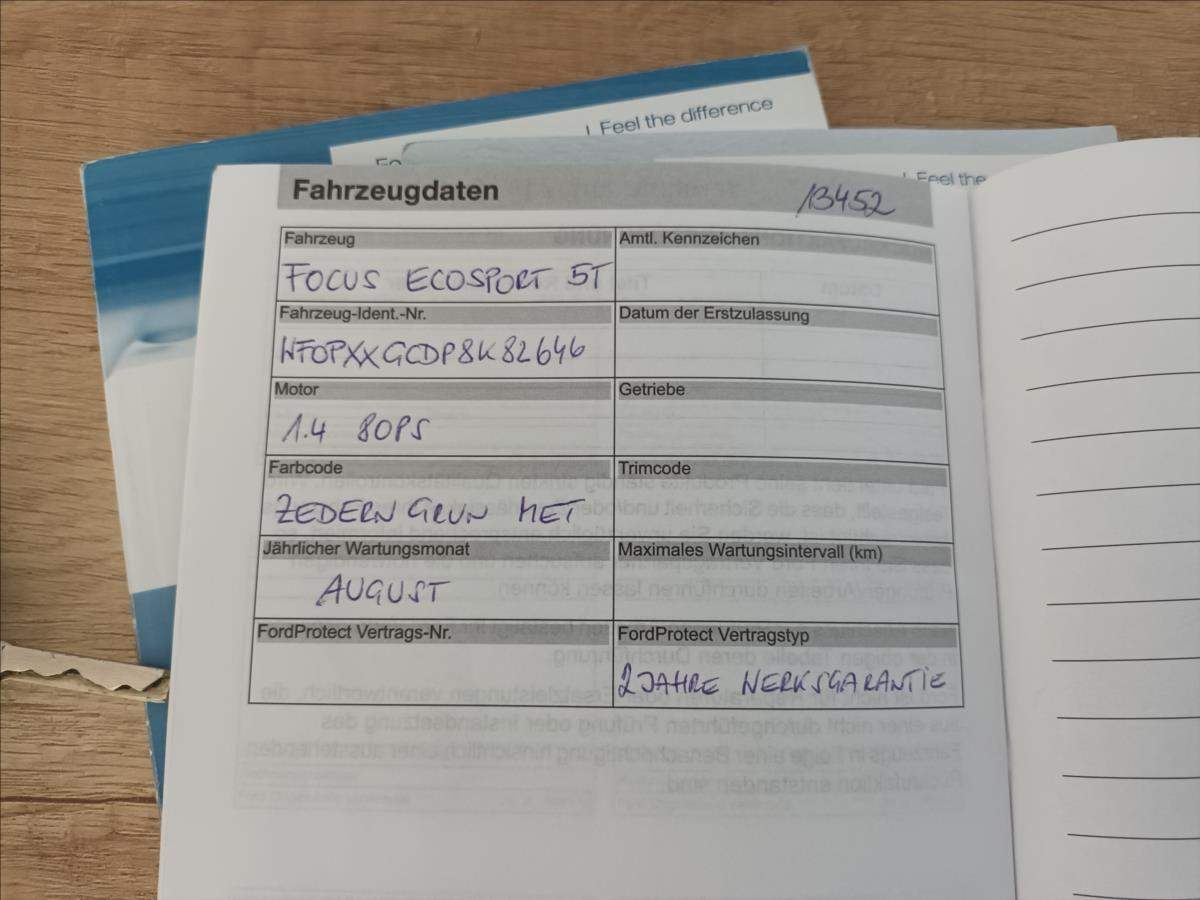 | Feel the difference
Fo
| Feel the
Fahrzeugdaten 13452
Fahrzeug
FOCUS ECOSPORT 5T
Amtl. Kennzeichen
Fahrzeug-Ident.-Nr.
WFOPXXGCDP8K82646
Datum der Erstzulassung
Motor
1.4 80PS
Getriebe
Farbcode
ZEDERN GRUN MET
Trimcode
Jährlicher Wartungsmonat
AUGUST
Maximales Wartungsintervall (km)
FordProtect Vertrags-Nr.
FordProtect Vertragstyp
2 JAHRE WERKSGARANTIE